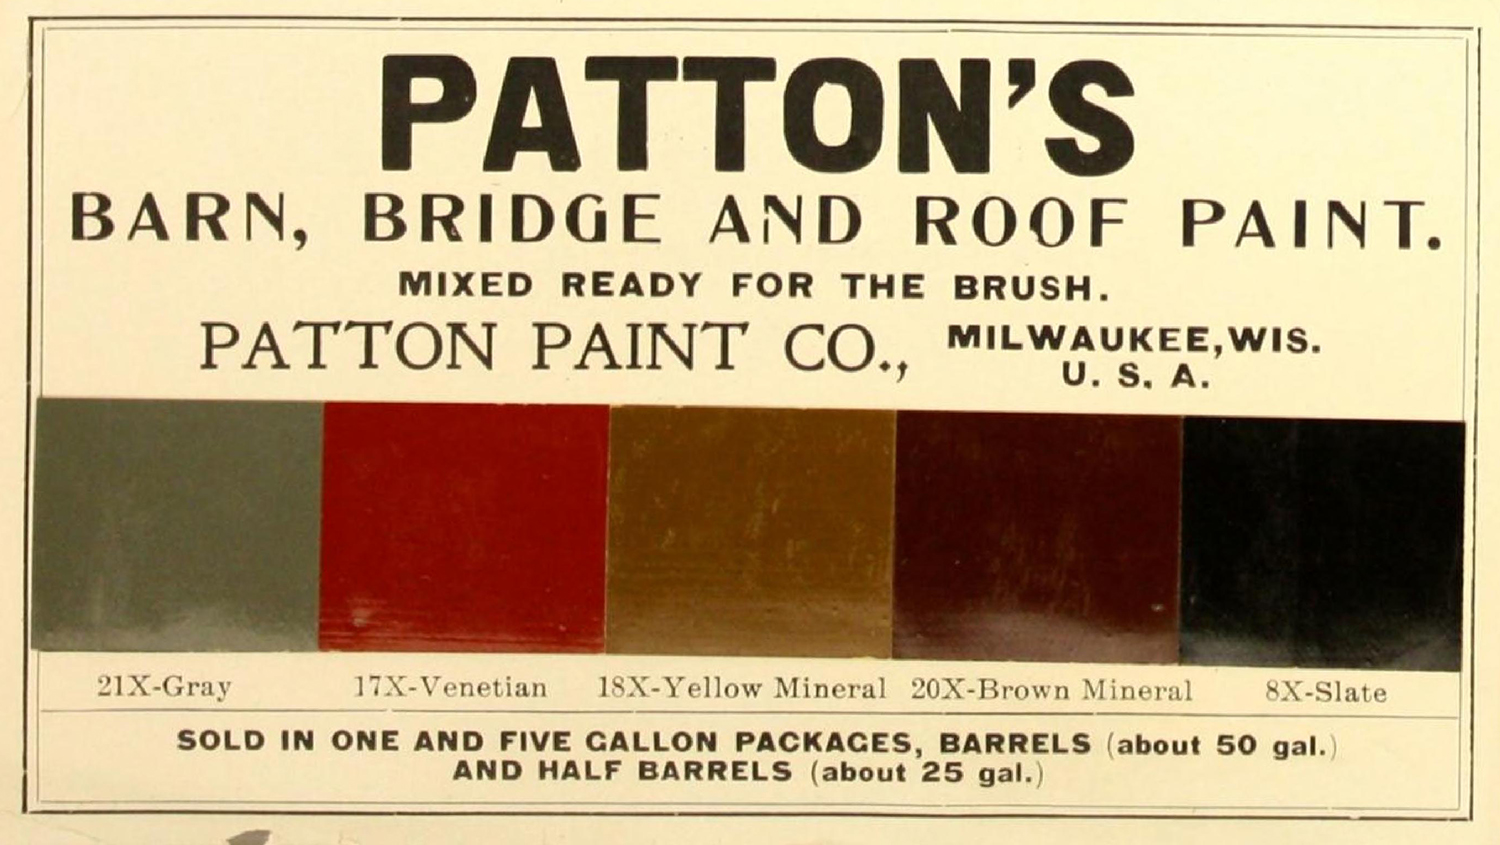 PATTON'S
BARN, BRIDGE AND ROOF PAINT.
MIXED READY FOR THE BRUSH.
PATTON PAINT CO., MILWAUKEE, WIS.
U. S. A.
21X-Gray 17X-Venetian 18X-Yellow Mineral 20X-Brown Mineral 8X-Slate
SOLD IN ONE AND FIVE GALLON PACKAGES, BARRELS (about 50 gal.)
AND HALF BARRELS (about 25 gal.)